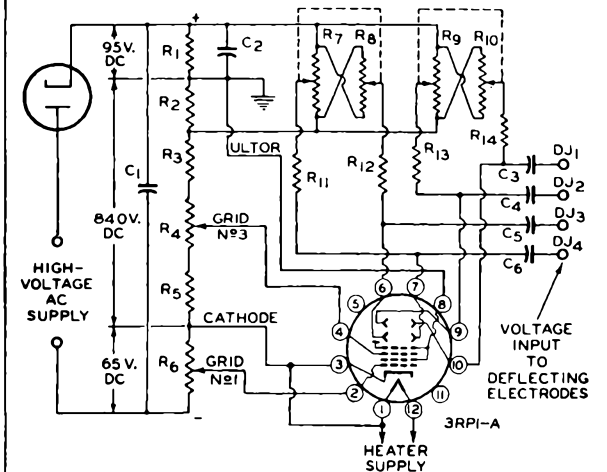 +
95V.
DC
R1
C2
R7
R8
R9
R10
R2
R3
ULTOR
R11
R12
R13
R14
DJ1
C3
DJ2
C4
DJ3
C5
DJ4
C6
C1
840V.
DC
R4
GRID
Nº3
R5
HIGH-
VOLTAGE
AC
SUPPLY
CATHODE
65V.
DC
R6
GRID
Nº1
-
6
7
5
8
4
9
3
10
2
11
1
12
3RP1-A
HEATER
SUPPLY
VOLTAGE
INPUT
TO
DEFLECTING
ELECTRODES